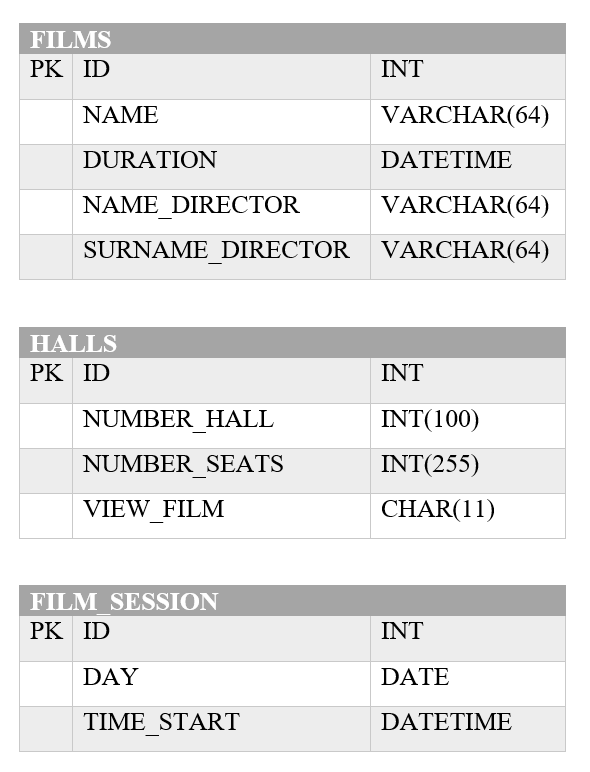 FILMS
PK ID INT
NAME VARCHAR(64)
DURATION DATETIME
NAME_DIRECTOR VARCHAR(64)
SURNAME_DIRECTOR VARCHAR(64)
HALLS
PK ID INT
NUMBER_HALL INT(100)
NUMBER_SEATS INT(255)
VIEW_FILM CHAR(11)
FILM_SESSION
PK ID INT
DAY DATE
TIME_START DATETIME